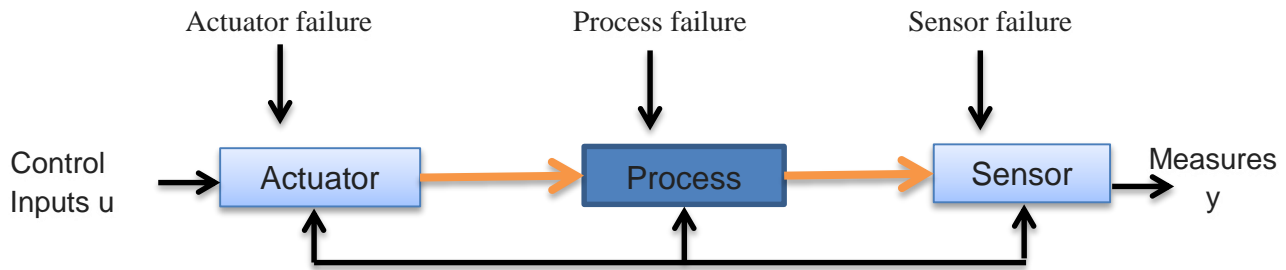 Actuator failure
Process failure
Sensor failure
Control
Inputs u
Actuator
Process
Sensor
Measures
y